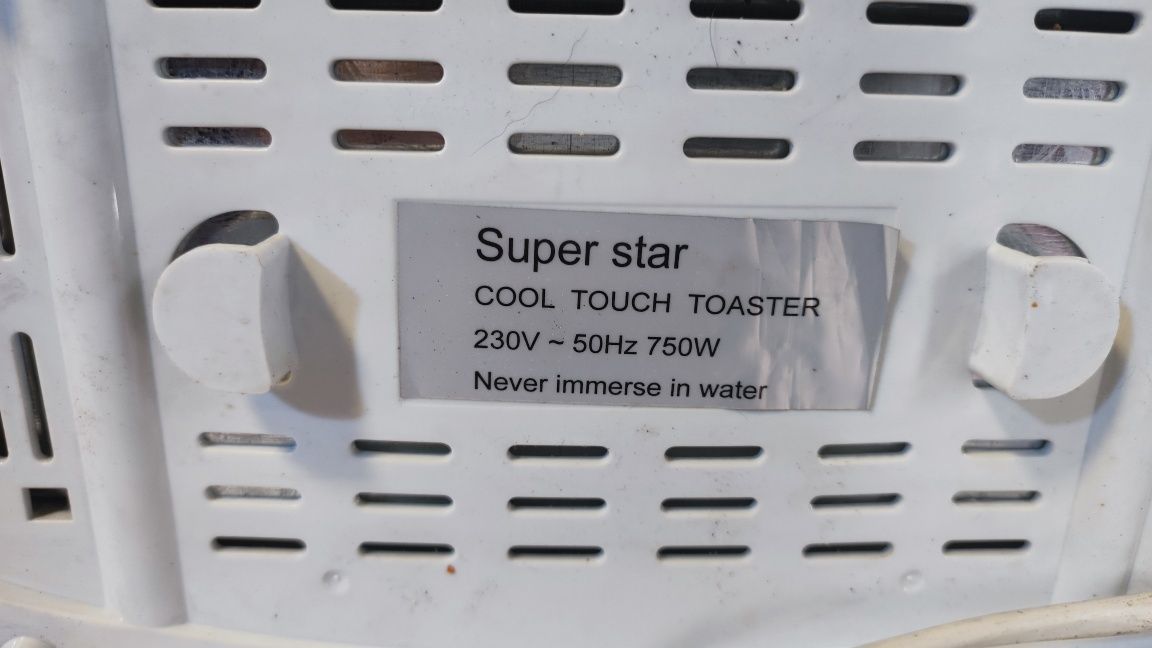 Super star
COOL TOUCH TOASTER
230V ~ 50Hz 750W
Never immerse in water